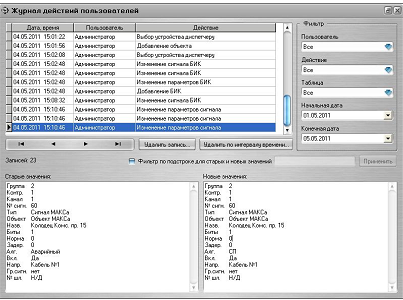 Журнал действий пользователей
Дата, время Пользователь Действие
04.05.2011 15:01:22 Администратор Выбор устройства диспетчеру
04.05.2011 15:01:56 Администратор Добавление объекта
04.05.2011 15:02:08 Администратор Выбор устройства диспетчеру
04.05.2011 15:02:48 Администратор Изменение сигнала БИК
04.05.2011 15:02:48 Администратор Изменение сигнала БИК
04.05.2011 15:02:48 Администратор Изменение параметров БИК
04.05.2011 15:02:48 Администратор Добавление БИК
04.05.2011 15:08:32 Администратор Изменение сигнала БИК
04.05.2011 15:10:46 Администратор Изменение параметров сигнала
04.05.2011 15:10:46 Администратор Изменение параметров сигнала
04.05.2011 15:10:46 Администратор Изменение параметров сигнала
Фильтр
Пользователь
Все
Действие
Все
Таблица
Все
Начальная дата
01.05.2011
Конечная дата
05.05.2011
Удалить запись... Удалить по интервалу времени...
Записей: 23 Фильтр по подстроке для старых и новых значений Применить
Старые значения:
Группа 2
Контр. 1
Канал 1
№ сигн. 60
Тип Сигнал МАКСа
Объект Объект МАКСа
Назв. Колодец Конс. пр. 15
Биты 1
Норма 0
Задер. 0
Авт. Аварийный
Вкл. Да
Напр. Кабель №1
Гр.сигн. нет
№ шл. Н/Д
Новые значения:
Группа 2
Контр. 1
Канал 1
№ сигн. 60
Тип Сигнал МАКСа
Объект Объект МАКСа
Назв. Колодец Конс. пр. 15
Биты 1
Норма 0
Задер. 0
Авт. СП
Вкл. Да
Напр. Кабель №1
Гр.сигн. нет
№ шл. Н/Д